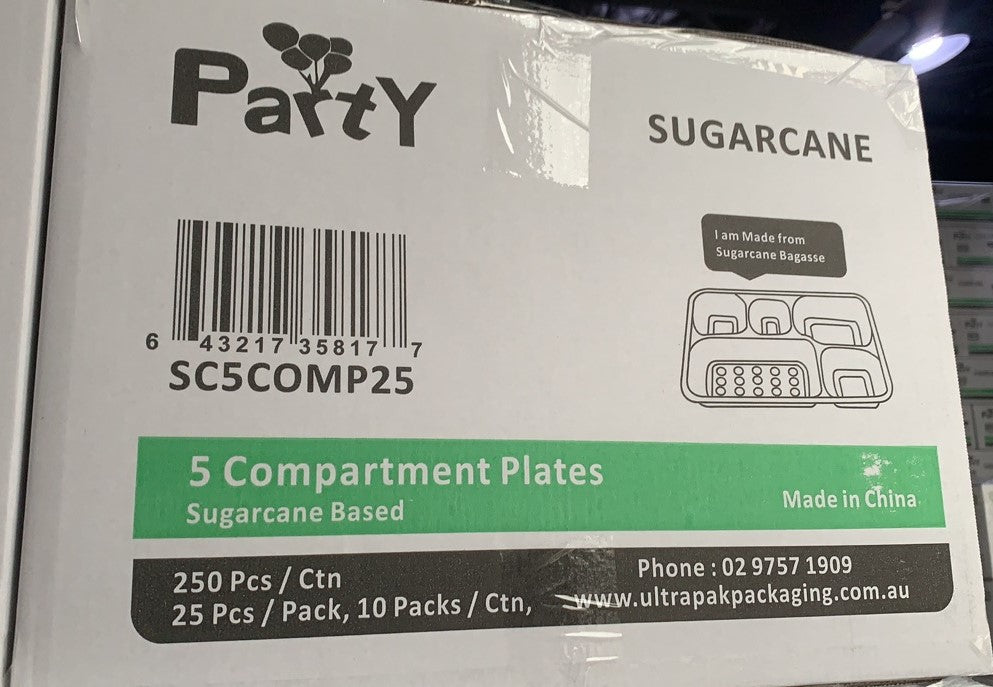 PartY
SUGARCANE
I am Made from
Sugarcane Bagasse
6 43217 35817 7
SC5COMP25
5 Compartment Plates
Sugarcane Based
Made in China
250 Pcs / Ctn
25 Pcs / Pack, 10 Packs / Ctn,
Phone : 02 9757 1909
www.ultrapakpackaging.com.au